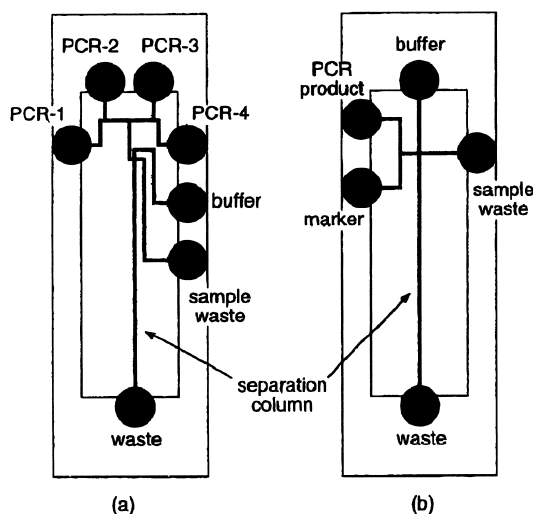 PCR-2 PCR-3
PCR-1
PCR-4
buffer
sample
waste
separation
column
waste
(a)
buffer
PCR
product
marker
sample
waste
waste
(b)